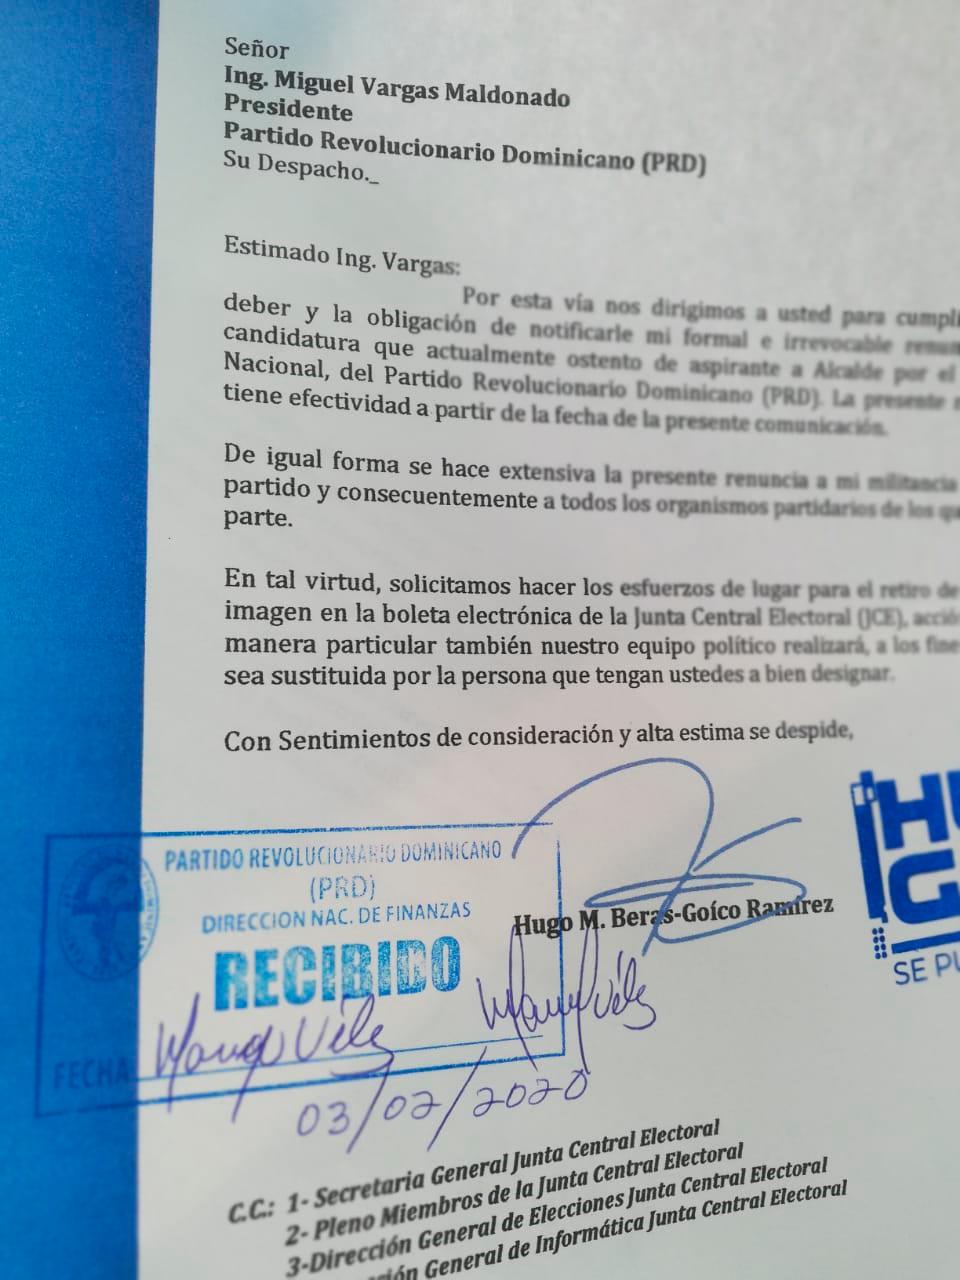 Señor
Ing. Miguel Vargas Maldonado
Presidente
Partido Revolucionario Dominicano (PRD)
Su Despacho._
Estimado Ing. Vargas:
Por esta vía nos dirigimos a usted para
deber y la obligación de notificarle mi formal e irrevocable
candidatura que actualmente ostento de aspirante a Alcalde por el
Nacional, del Partido Revolucionario Dominicano (PRD). La presente
tiene efectividad a partir de la fecha de la presente comunicación.
De igual forma se hace extensiva la presente renuncia a mi militancia
partido y consecuentemente a todos los organismos partidarios de los
parte.
En tal virtud, solicitamos hacer los esfuerzos de lugar para el retiro de
imagen en la boleta electrónica de la Junta Central Electoral (JCE),
manera particular también nuestro equipo político realizará, a los
sea sustituida por la persona que tengan ustedes a bien designar.
Con Sentimientos de consideración y alta estima se despide,
PARTIDO REVOLUCIONARIO DOMINICANO
(PRD)
DIRECCION NAC. DE FINANZAS
RECIBIDO
FECHA
03/02/2020
Hugo M. Beras-Goíco Ramírez
SE
C.C.: 1- Secretaria General Junta Central Electoral
2- Pleno Miembros de la Junta Central Electoral
3-Dirección General de Elecciones Junta Central Electoral
General de Informática Junta Central Electoral